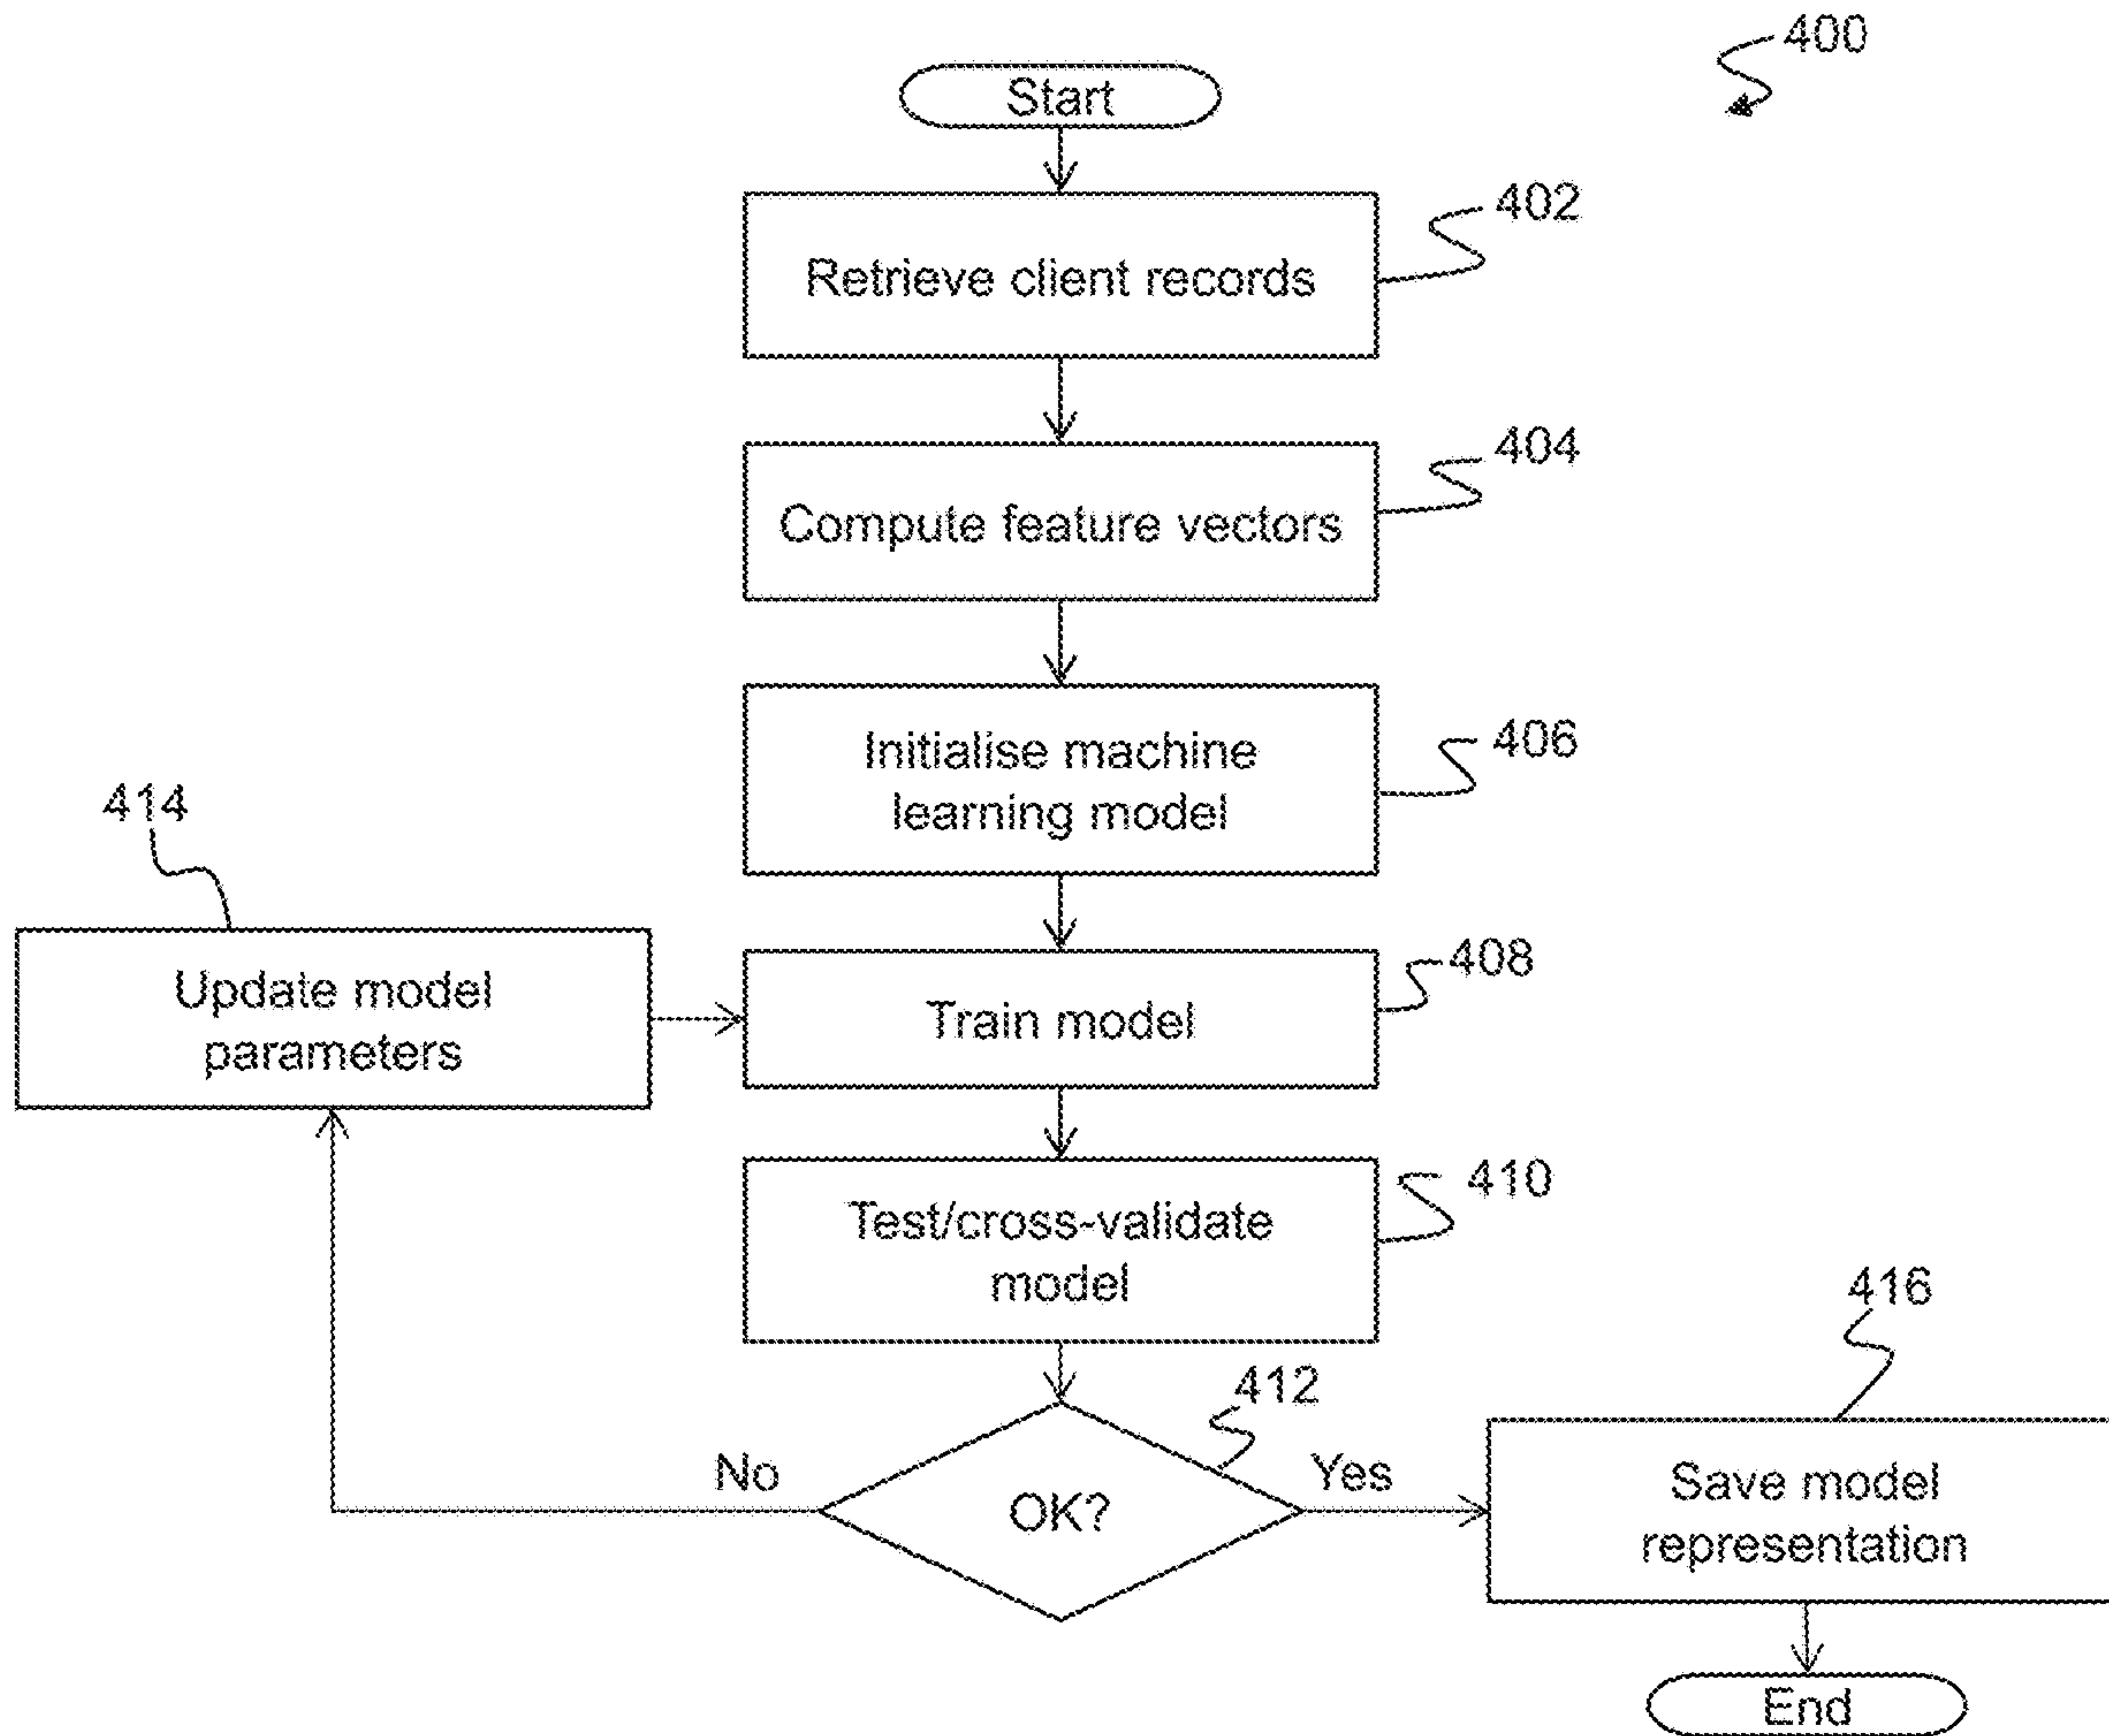 400
Start
402
Retrieve client records
404
Compute feature vectors
406
Initialise machine
learning model
414
Update model
parameters
408
Train model
410
Test/cross-validate
model
412
OK?
No
Yes
416
Save model
representation
End